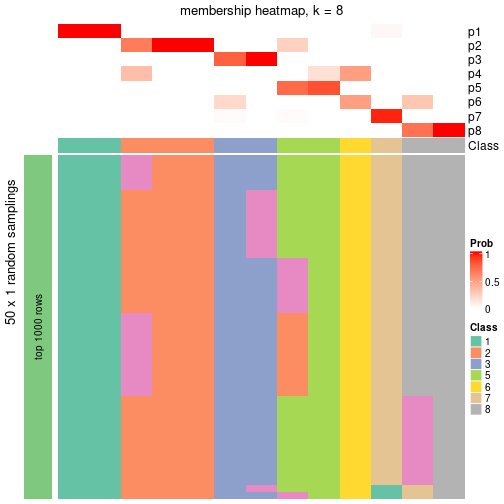 membership heatmap, k = 8
p1
p2
p3
p4
p5
p6
p7
p8
Class
50 x 1 random samplings
top 1000 rows
Prob
1
0.5
0
Class
1
2
3
5
6
7
8